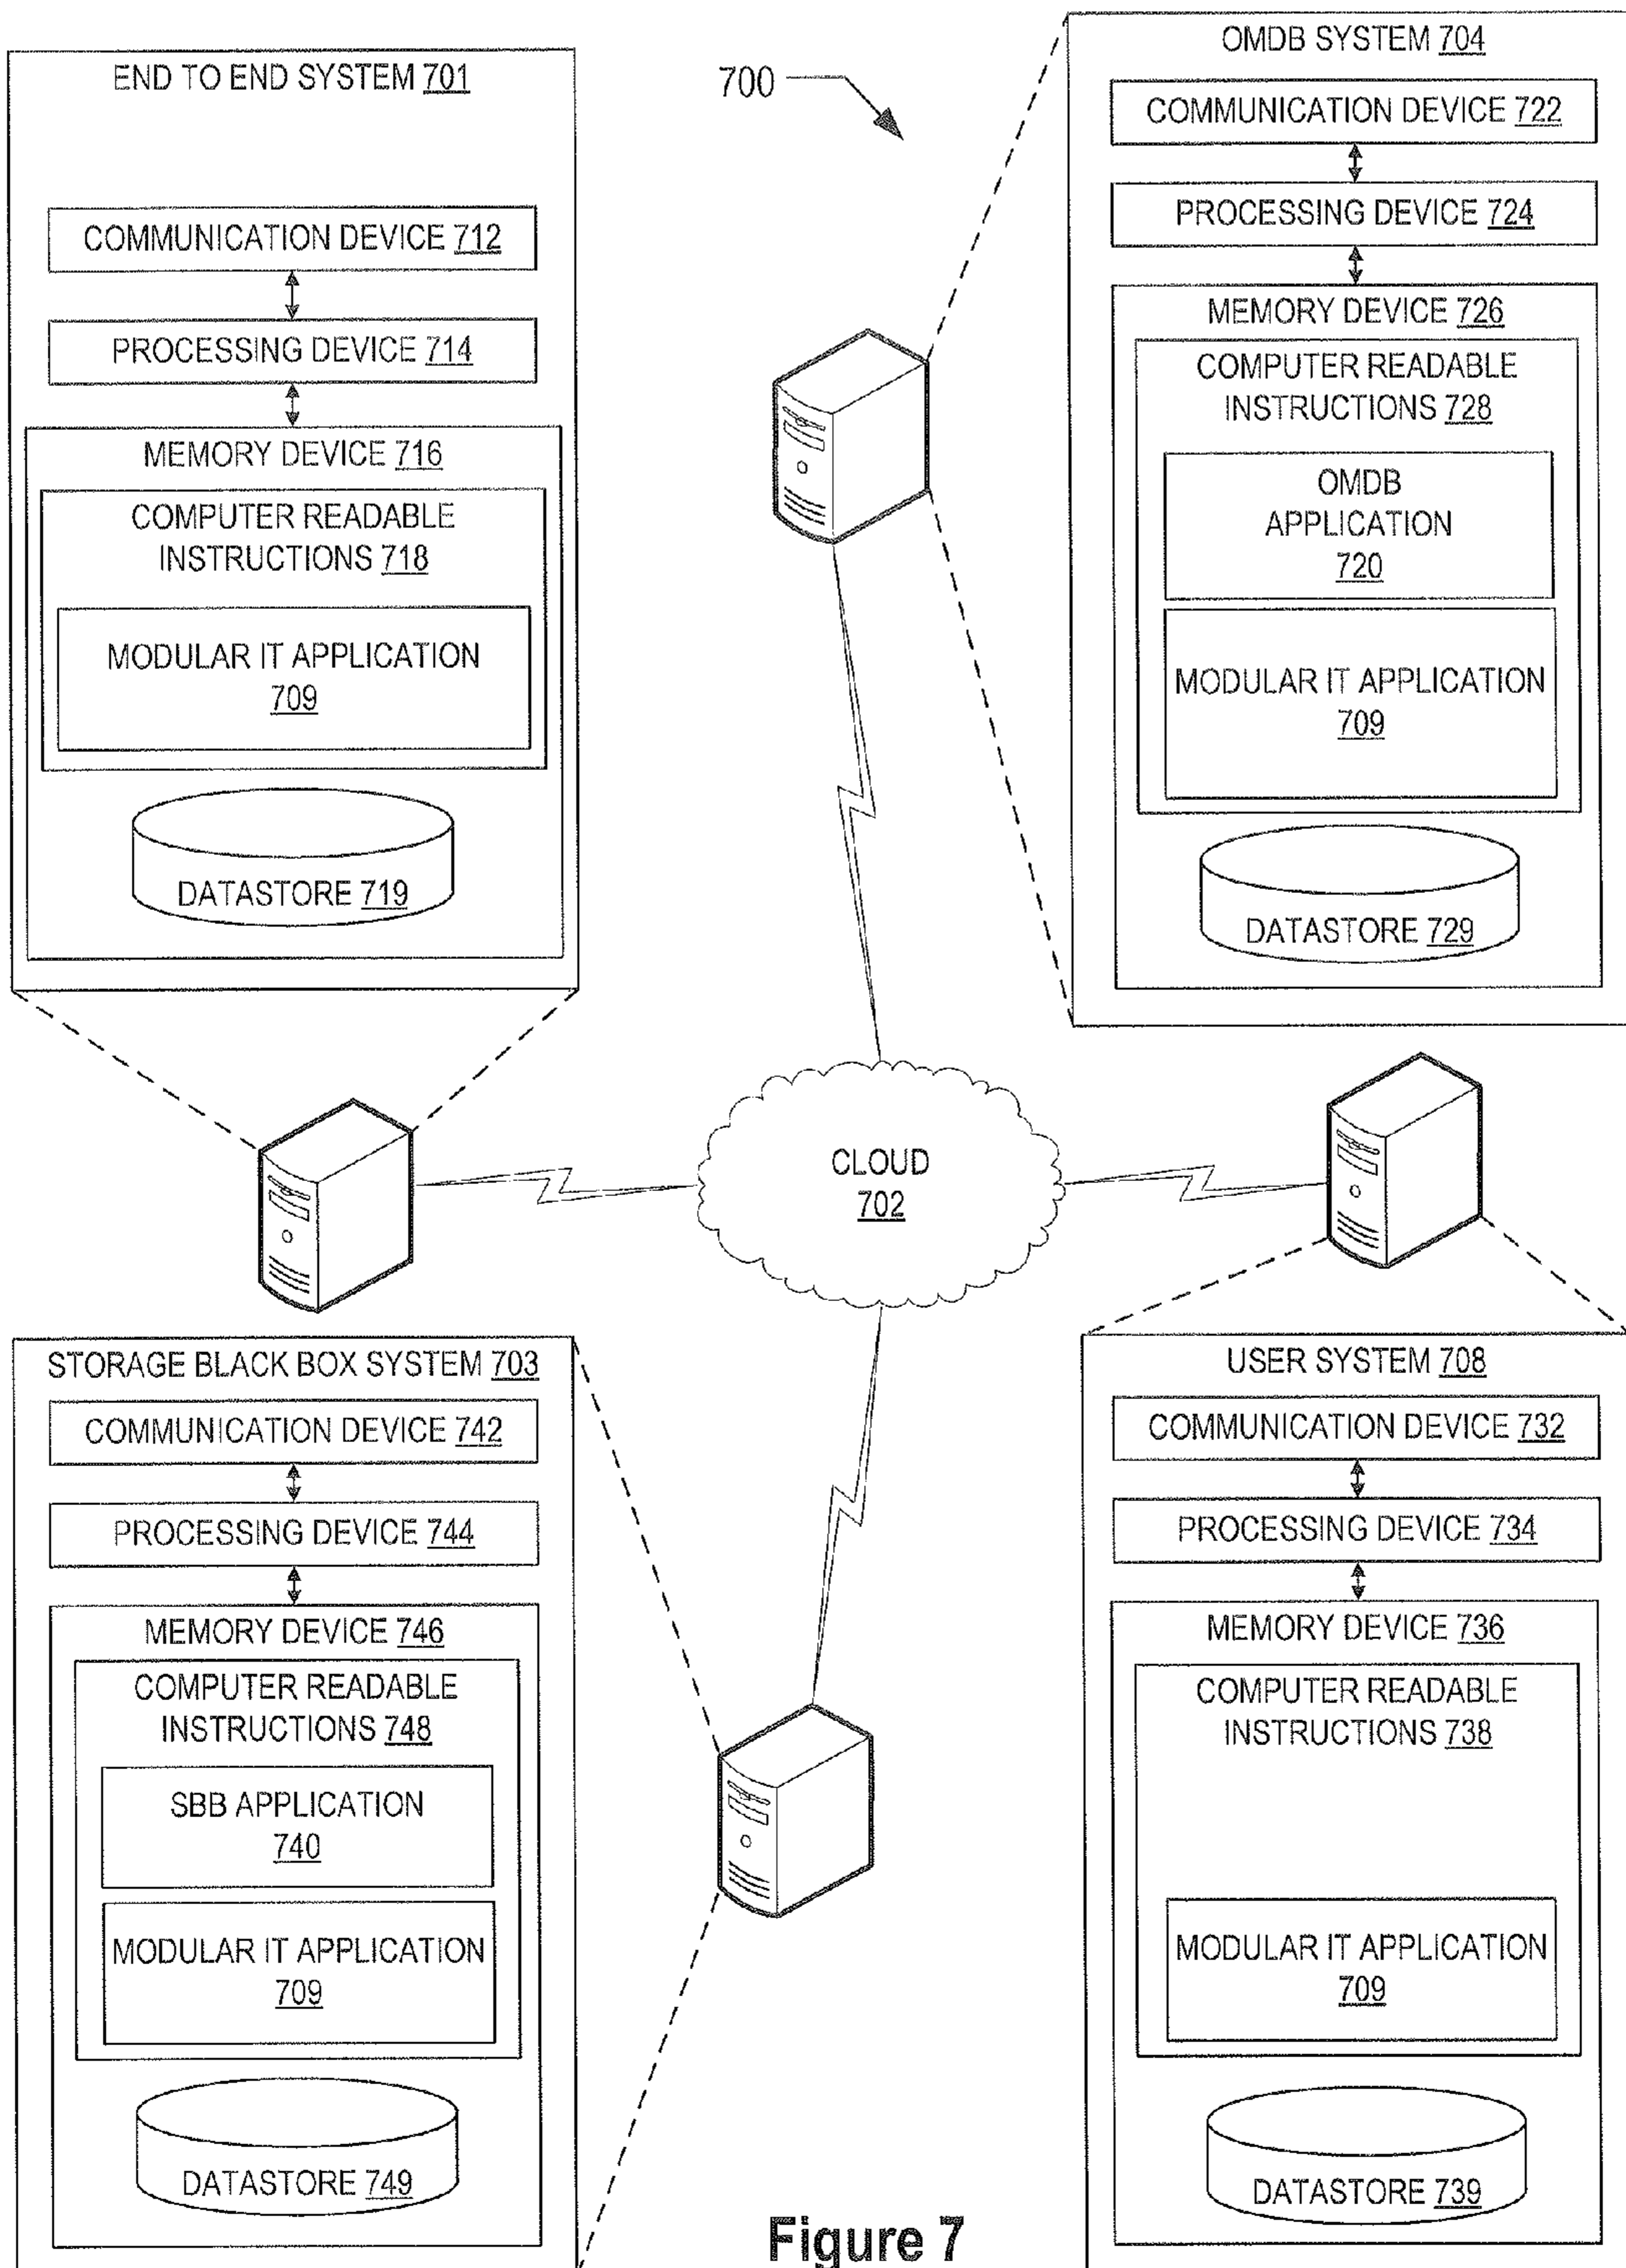 END TO END SYSTEM 701
COMMUNICATION DEVICE 712
PROCESSING DEVICE 714
MEMORY DEVICE 716
COMPUTER READABLE
INSTRUCTIONS 718
MODULAR IT APPLICATION
709
DATASTORE 719
700
OMDB SYSTEM 704
COMMUNICATION DEVICE 722
PROCESSING DEVICE 724
MEMORY DEVICE 726
COMPUTER READABLE
INSTRUCTIONS 728
OMDB
APPLICATION
720
MODULAR IT APPLICATION
709
DATASTORE 729
CLOUD
702
STORAGE BLACK BOX SYSTEM 703
COMMUNICATION DEVICE 742
PROCESSING DEVICE 744
MEMORY DEVICE 746
COMPUTER READABLE
INSTRUCTIONS 748
SBB APPLICATION
740
MODULAR IT APPLICATION
709
DATASTORE 749
USER SYSTEM 708
COMMUNICATION DEVICE 732
PROCESSING DEVICE 734
MEMORY DEVICE 736
COMPUTER READABLE
INSTRUCTIONS 738
MODULAR IT APPLICATION
709
DATASTORE 739
Figure 7